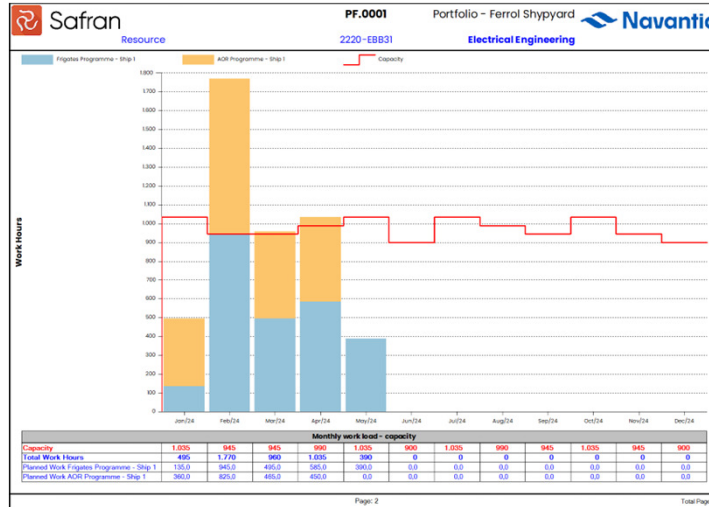 Safran
PF.0001
Portfolio - Ferrol Shypyard
Navantia
Resource
2220-EBB31
Electrical Engineering
Frigates Programme - Ship 1
AOR Programme - Ship 1
Capacity
Work Hours
1.800
1.700
1.600
1.500
1.400
1.300
1.200
1.100
1.000
900
800
700
600
500
400
300
200
100
0
Jan/24 Feb/24 Mar/24 Apr/24 May/24 Jun/24 Jul/24 Aug/24 Sep/24 Oct/24 Nov/24 Dec/24
Monthly work load - capacity
Capacity 1.035 945 945 990 1.035 900 1.035 990 945 1.035 945 900
Total Work Hours 495 1.770 960 1.035 390 0 0 0 0 0 0 0
Planned Work Frigates Programme - Ship 1 135,0 945,0 495,0 585,0 390,0 0,0 0,0 0,0 0,0 0,0 0,0 0,0
Planned Work AOR Programme - Ship 1 360,0 825,0 465,0 450,0 0,0 0,0 0,0 0,0 0,0 0,0 0,0 0,0
Page: 2
Total Page